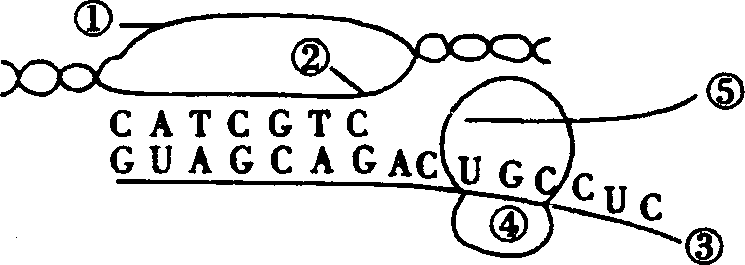 ①
②
⑤
C A T C G T C
G U A G C A G A C U G C C U C
④
③